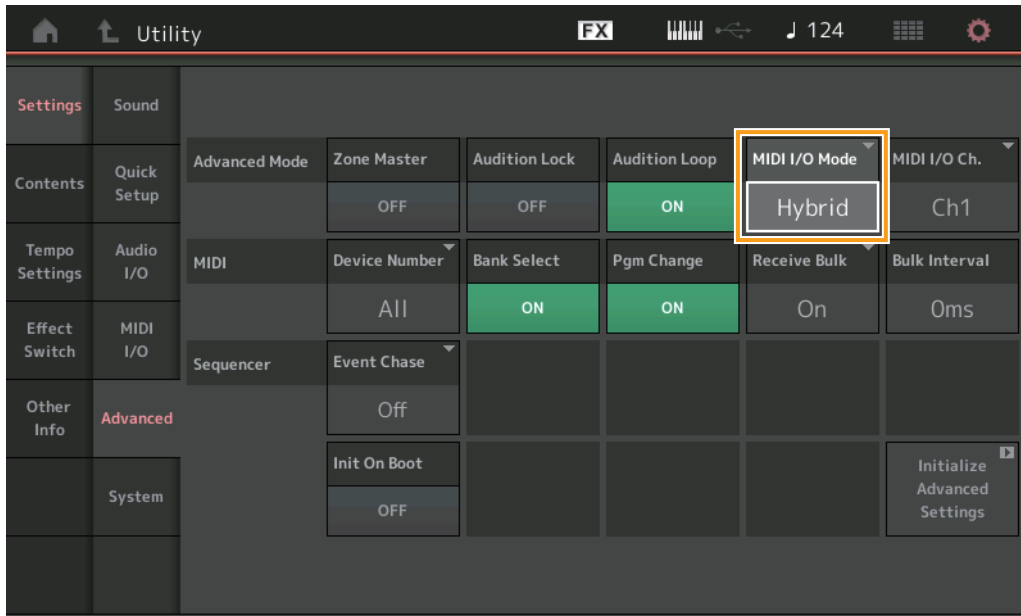 Utility
FX
124
Settings
Sound
Contents
Quick
Setup
Tempo
Settings
Audio
I/O
Effect
Switch
MIDI
I/O
Other
Info
Advanced
System
Advanced Mode
Zone Master
OFF
Audition Lock
OFF
Audition Loop
ON
MIDI I/O Mode
Hybrid
MIDI I/O Ch.
Ch1
MIDI
Device Number
All
Bank Select
ON
Pgm Change
ON
Receive Bulk
On
Bulk Interval
0ms
Sequencer
Event Chase
Off
Init On Boot
OFF
Initialize
Advanced
Settings